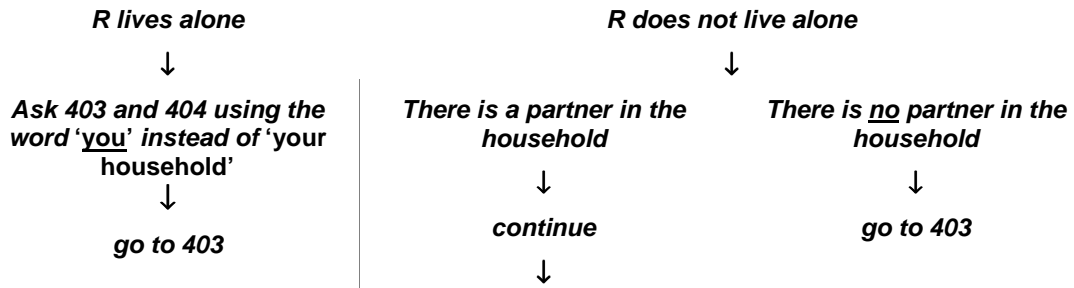 R lives alone
R does not live alone
↓
↓
Ask 403 and 404 using the
word ‘you’ instead of ‘your
household’
There is a partner in the
household
There is no partner in the
household
↓
↓
↓
go to 403
continue
go to 403
↓